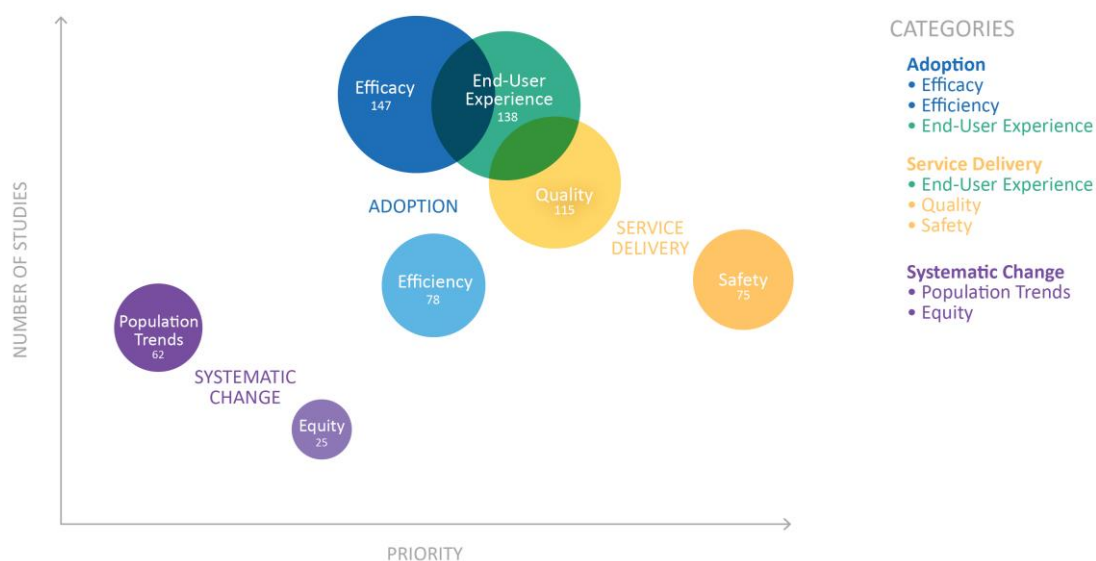 NUMBER OF STUDIES
Efficacy
147
End-User
Experience
138
Quality
115
ADOPTION
SERVICE
DELIVERY
Efficiency
78
Safety
75
Population
Trends
62
SYSTEMATIC
CHANGE
Equity
25
PRIORITY
CATEGORIES
Adoption
• Efficacy
• Efficiency
• End-User Experience
Service Delivery
• End-User Experience
• Quality
• Safety
Systematic Change
• Population Trends
• Equity